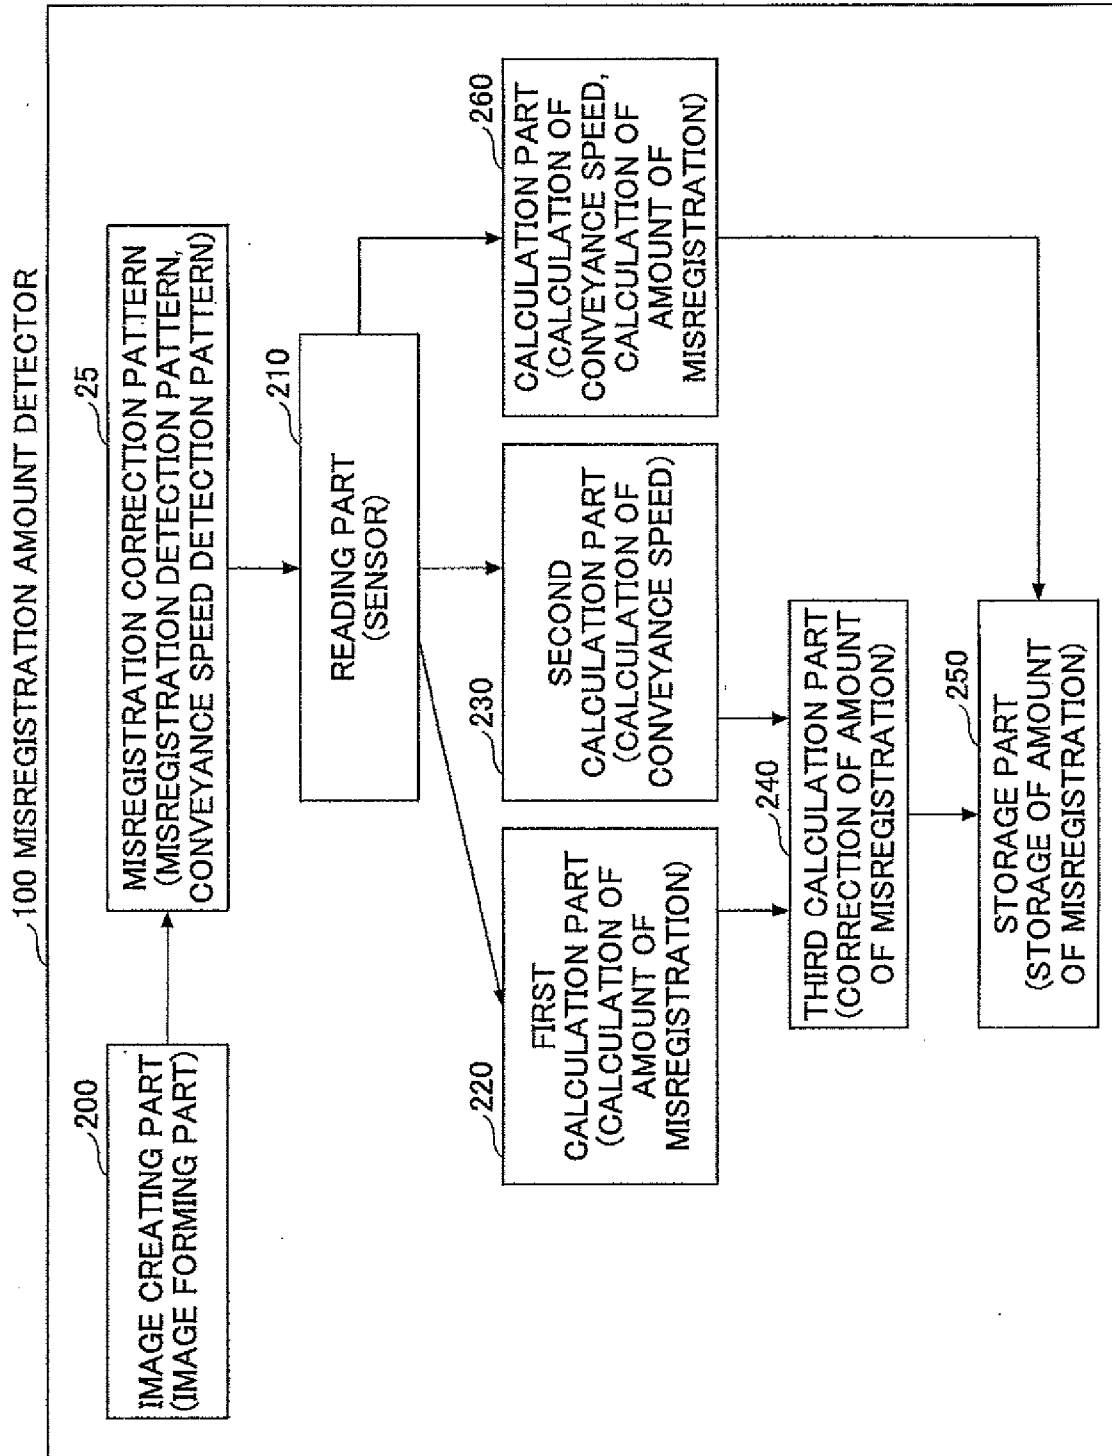 100 MISREGISTRATION AMOUNT DETECTOR
200
IMAGE CREATING PART
(IMAGE FORMING PART)
25
MISREGISTRATION CORRECTION PATTERN
(MISREGISTRATION DETECTION PATTERN,
CONVEYANCE SPEED DETECTION PATTERN)
210
READING PART
(SENSOR)
220
FIRST
CALCULATION PART
(CALCULATION OF
AMOUNT OF
MISREGISTRATION)
230
SECOND
CALCULATION PART
(CALCULATION OF
CONVEYANCE SPEED)
260
CALCULATION PART
(CALCULATION OF
CONVEYANCE SPEED,
CALCULATION OF
AMOUNT OF
MISREGISTRATION)
240
THIRD CALCULATION PART
(CORRECTION OF AMOUNT
OF MISREGISTRATION)
250
STORAGE PART
(STORAGE OF AMOUNT
OF MISREGISTRATION)